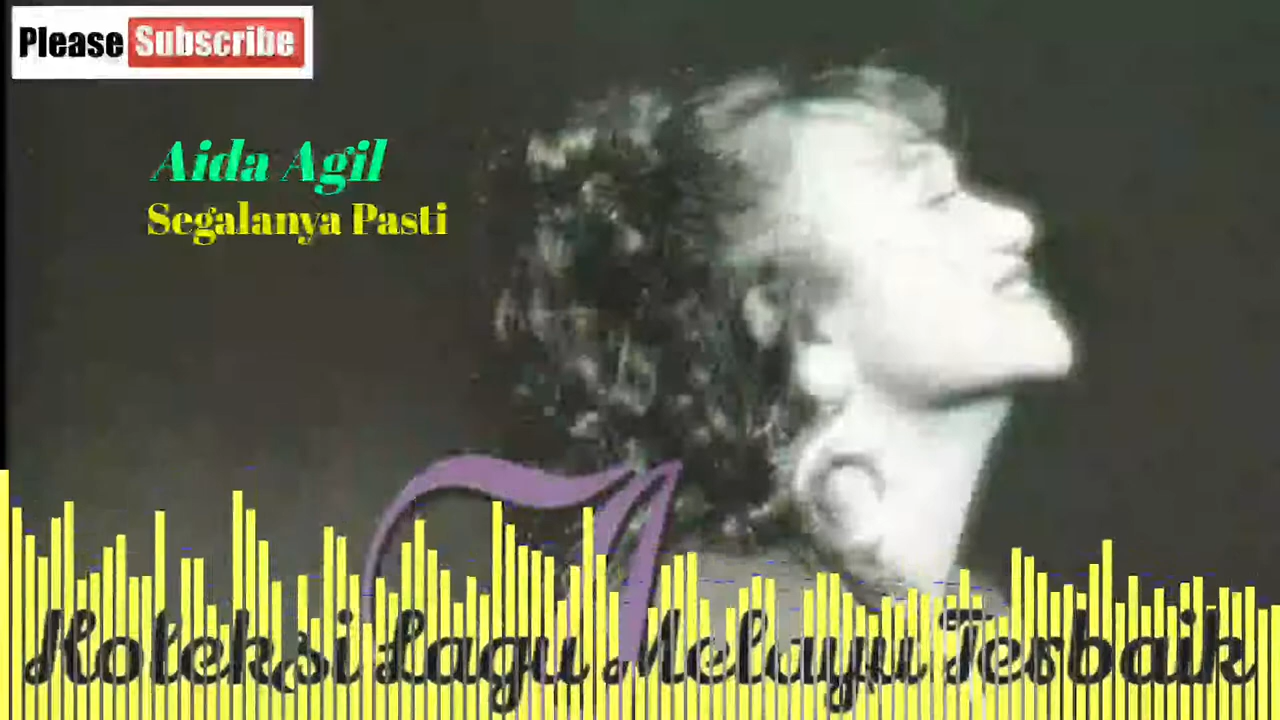 Please Subscribe
Aida Agil
Segalanya Pasti
A
Koleksi Lagu Melayu Terbaik